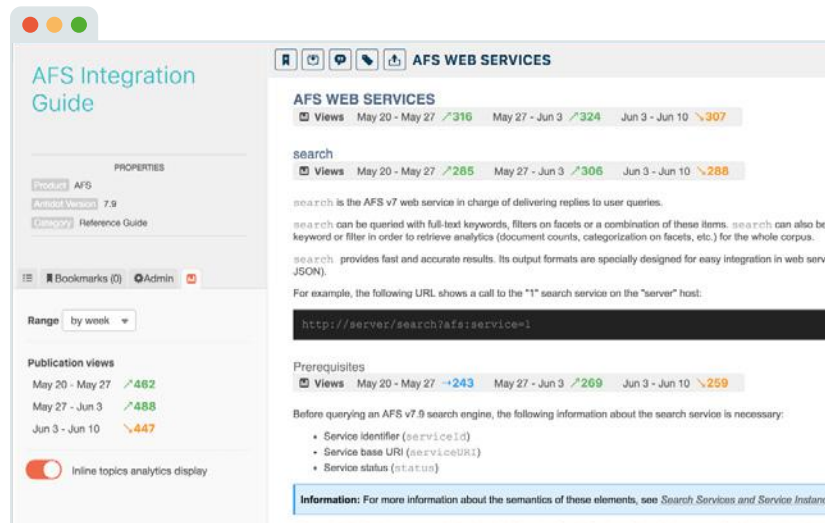 AFS Integration
Guide
PROPERTIES
Product AFS
Antidot Version 7.9
Category Reference Guide
Bookmarks (0) Admin
Range by week
Publication views
May 20 - May 27 ↗462
May 27 - Jun 3 ↗488
Jun 3 - Jun 10 ↘447
Inline topics analytics display
AFS WEB SERVICES
AFS WEB SERVICES
Views May 20 - May 27 ↗316 May 27 - Jun 3 ↗324 Jun 3 - Jun 10 ↘307
search
Views May 20 - May 27 ↗285 May 27 - Jun 3 ↗306 Jun 3 - Jun 10 ↘288
search is the AFS v7 web service in charge of delivering replies to user queries.
search can be queried with full-text keywords, filters on facets or a combination of these items. search can also be
keyword or filter in order to retrieve analytics (document counts, categorization on facets, etc.) for the whole corpus.
search provides fast and accurate results. Its output formats are specially designed for easy integration in web serv
JSON).
For example, the following URL shows a call to the "1" search service on the "server" host:
http://server/search?afs:service=1
Prerequisites
Views May 20 - May 27 →243 May 27 - Jun 3 ↗269 Jun 3 - Jun 10 ↘259
Before querying an AFS v7.9 search engine, the following information about the search service is necessary:
• Service identifier (serviceId)
• Service base URI (serviceURI)
• Service status (status)
Information: For more information about the semantics of these elements, see Search Services and Service Instanc